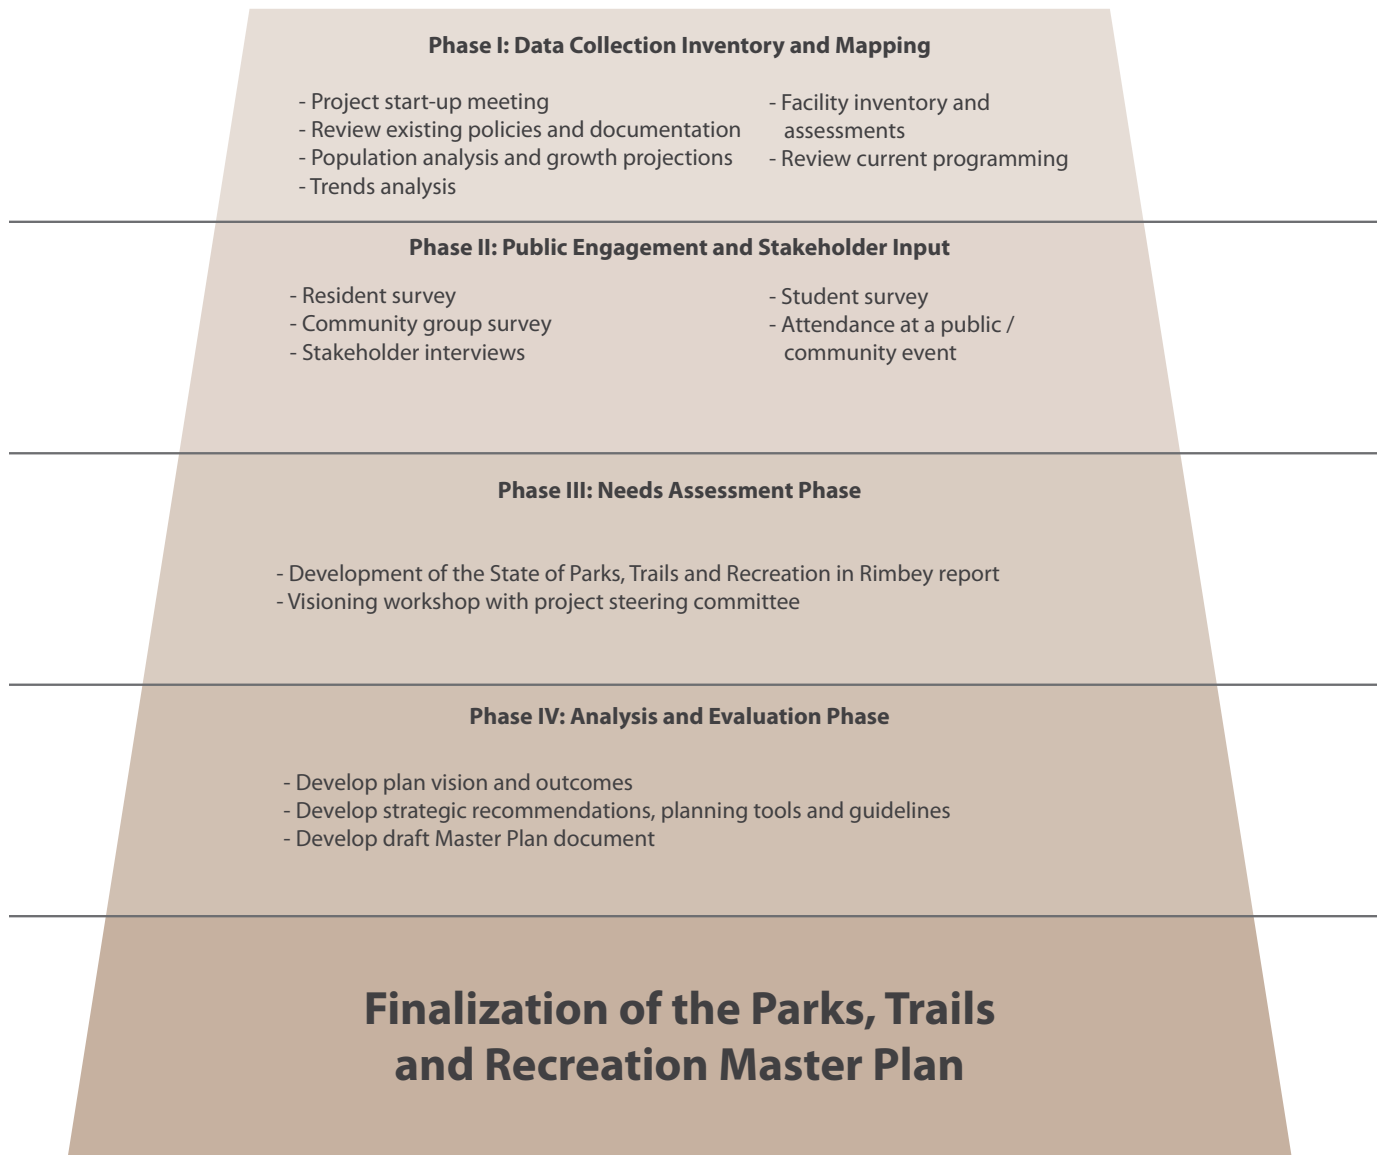 Phase I: Data Collection Inventory and Mapping
- Project start-up meeting
- Review existing policies and documentation
- Population analysis and growth projections
- Trends analysis
- Facility inventory and
assessments
- Review current programming
Phase II: Public Engagement and Stakeholder Input
- Resident survey
- Community group survey
- Stakeholder interviews
- Student survey
- Attendance at a public /
community event
Phase III: Needs Assessment Phase
- Development of the State of Parks, Trails and Recreation in Rimbey report
- Visioning workshop with project steering committee
Phase IV: Analysis and Evaluation Phase
- Develop plan vision and outcomes
- Develop strategic recommendations, planning tools and guidelines
- Develop draft Master Plan document
Finalization of the Parks, Trails
and Recreation Master Plan